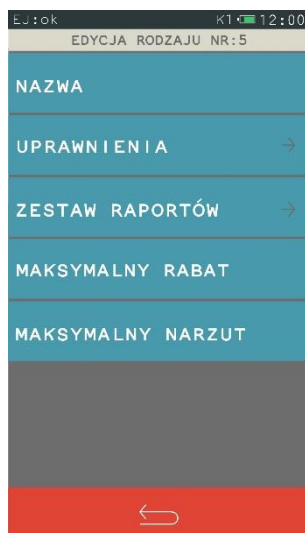 EJ:ok K1 12:00
EDYCJA RODZAJU NR:5
NAZWA
UPRAWNIENIA
ZESTAW RAPORTÓW
MAKSYMALNY RABAT
MAKSYMALNY NARZUT